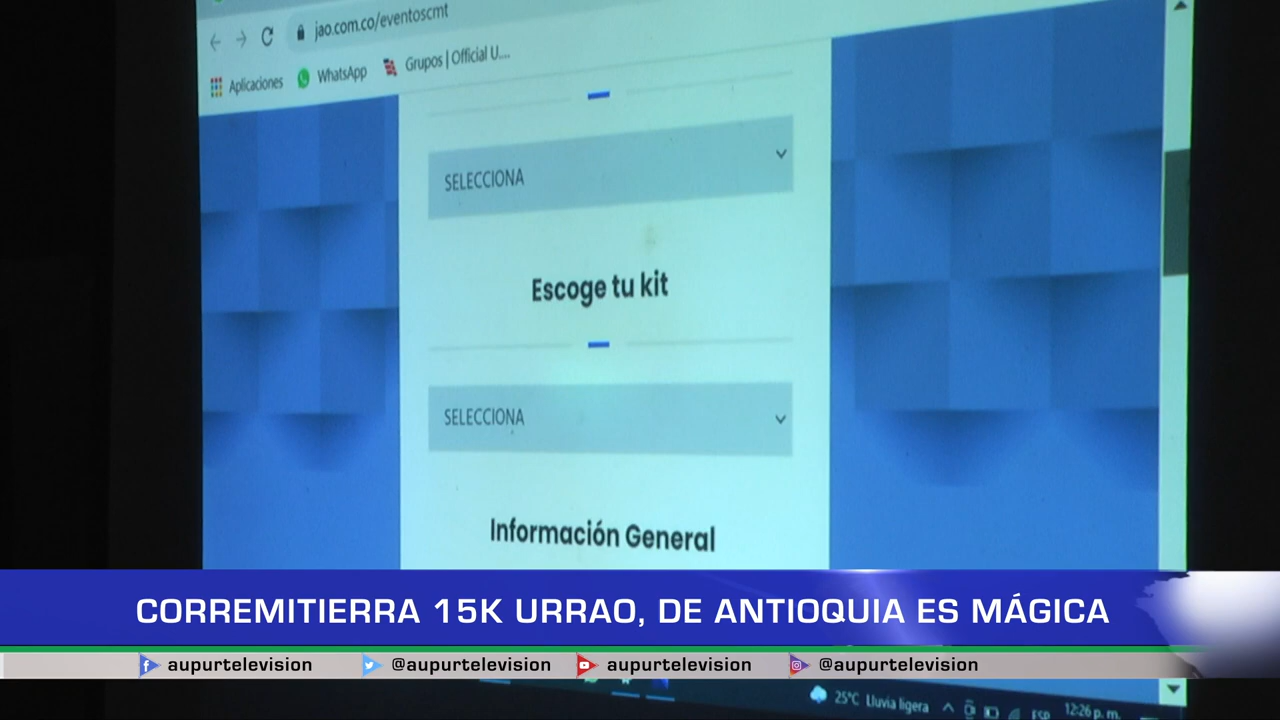 jao.com.co/eventoscmt
Aplicaciones WhatsApp Grupos | Official U....
SELECCIONA
Escoge tu kit
SELECCIONA
Información General
CORREMITIERRA 15K URRAO, DE ANTIOQUIA ES MÁGICA
aupurtelevision @aupurtelevision aupurtelevision @aupurtelevision
25°C Lluvia ligera ESP 12:26 p. m.